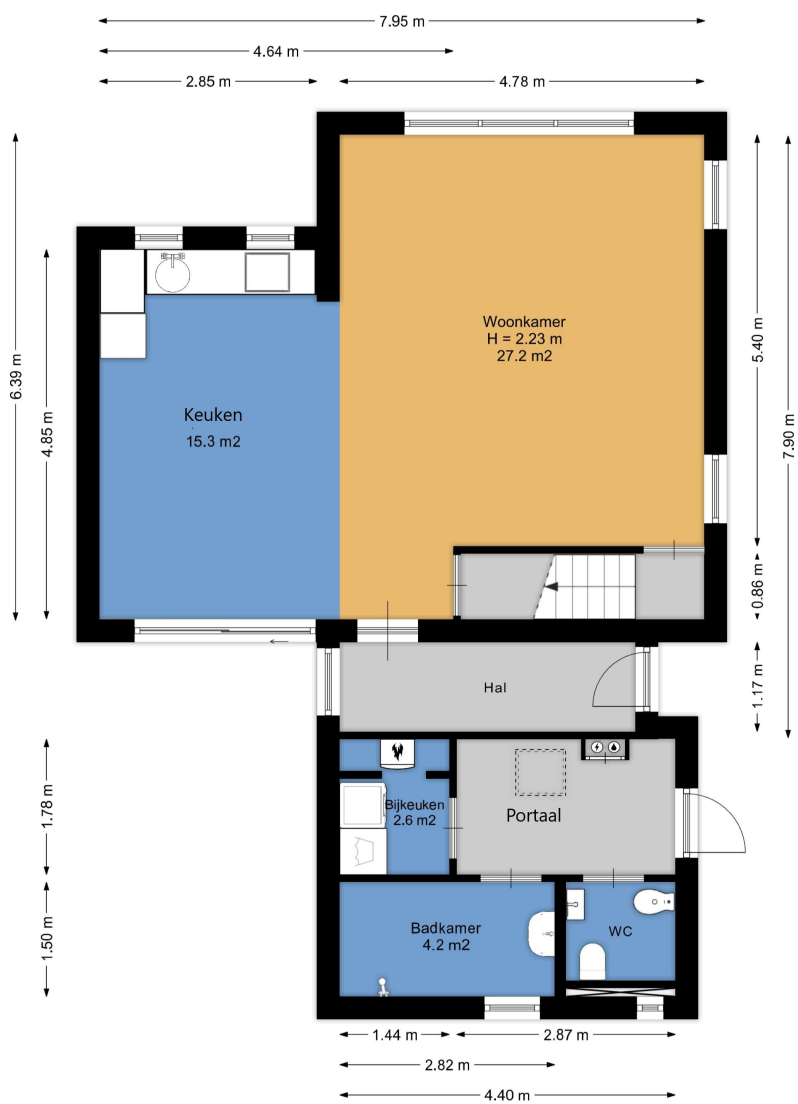 7.95 m
4.64 m
2.85 m
4.78 m
6.39 m
4.85 m
5.40 m
7.90 m
0.86 m
1.17 m
Woonkamer
H = 2.23 m
27.2 m2
Keuken
15.3 m2
Hal
1.78 m
Bijkeuken
2.6 m2
Portaal
1.50 m
Badkamer
4.2 m2
WC
1.44 m
2.87 m
2.82 m
4.40 m